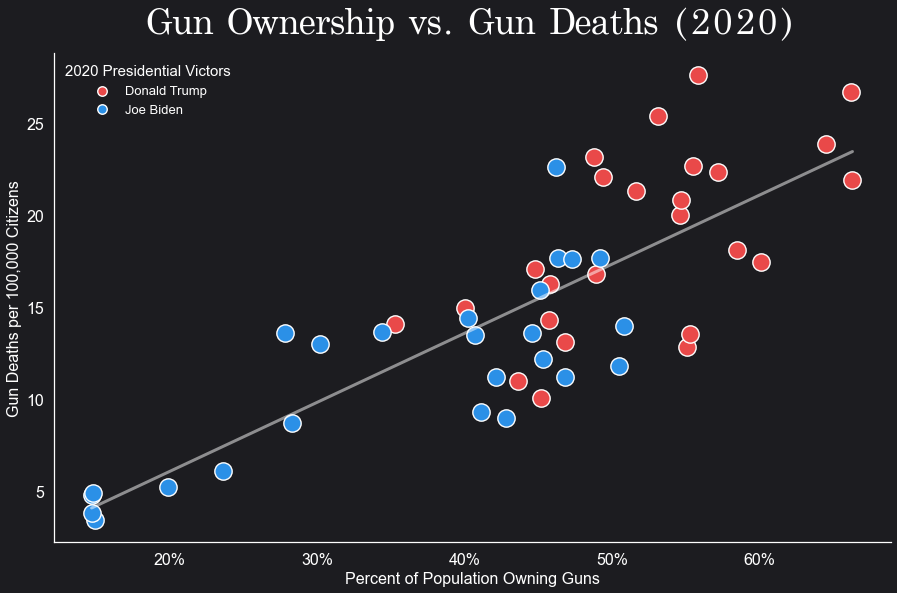 Gun Ownership vs. Gun Deaths (2020)
2020 Presidential Victors
Donald Trump
Joe Biden
Gun Deaths per 100,000 Citizens
25
20
15
10
5
20% 30% 40% 50% 60%
Percent of Population Owning Guns